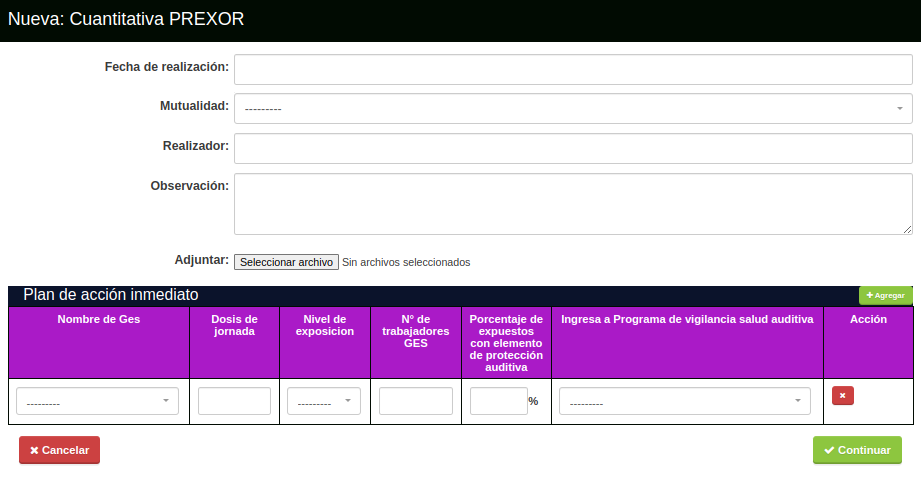 Nueva: Cuantitativa PREXOR
Fecha de realización:
Mutualidad: ---------
Realizador:
Observación:
Adjuntar: Seleccionar archivo Sin archivos seleccionados
Plan de acción inmediato
Agregar
Nombre de Ges
Dosis de
jornada
Nivel de
exposicion
N° de
trabajadores
GES
Porcentaje de
expuestos
con elemento
de protección
auditiva
Ingresa a Programa de vigilancia salud auditiva
Acción
--------- --------- % ---------
Cancelar
Continuar